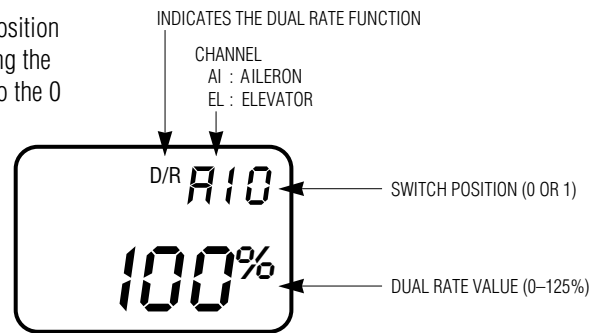 osition
ng the
o the 0
INDICATES THE DUAL RATE FUNCTION
CHANNEL
AI : AILERON
EL : ELEVATOR
D/R AI0
SWITCH POSITION (0 OR 1)
100%
DUAL RATE VALUE (0–125%)